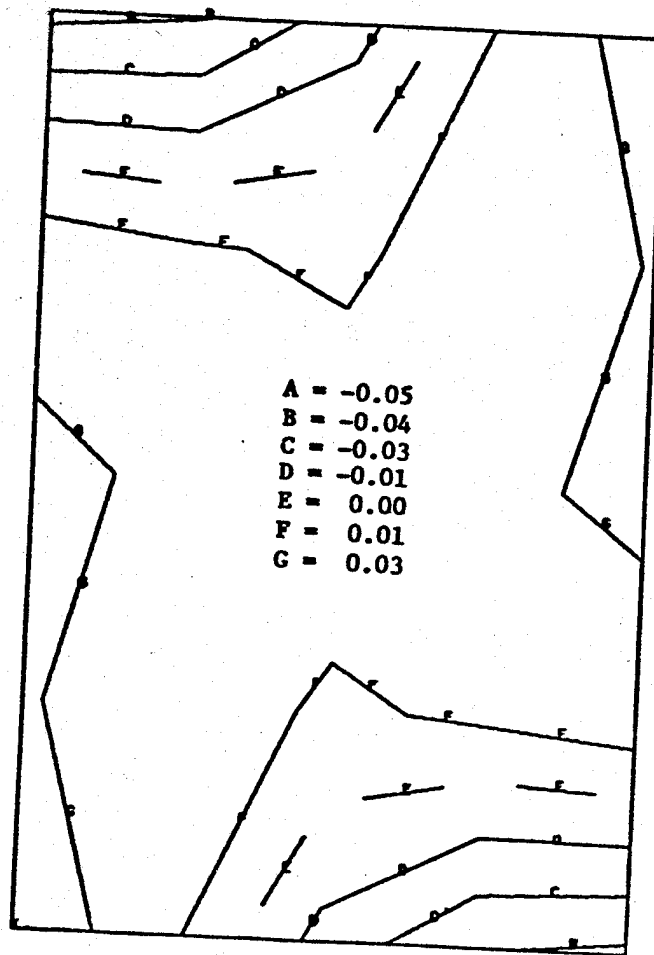 B B
D
C
D
D
E
E E
F
F
F
A = -0.05
B = -0.04
C = -0.03
D = -0.01
E = 0.00
F = 0.01
G = 0.03
G
G
F
F
F
F
E E
E
D
D
C
D
B